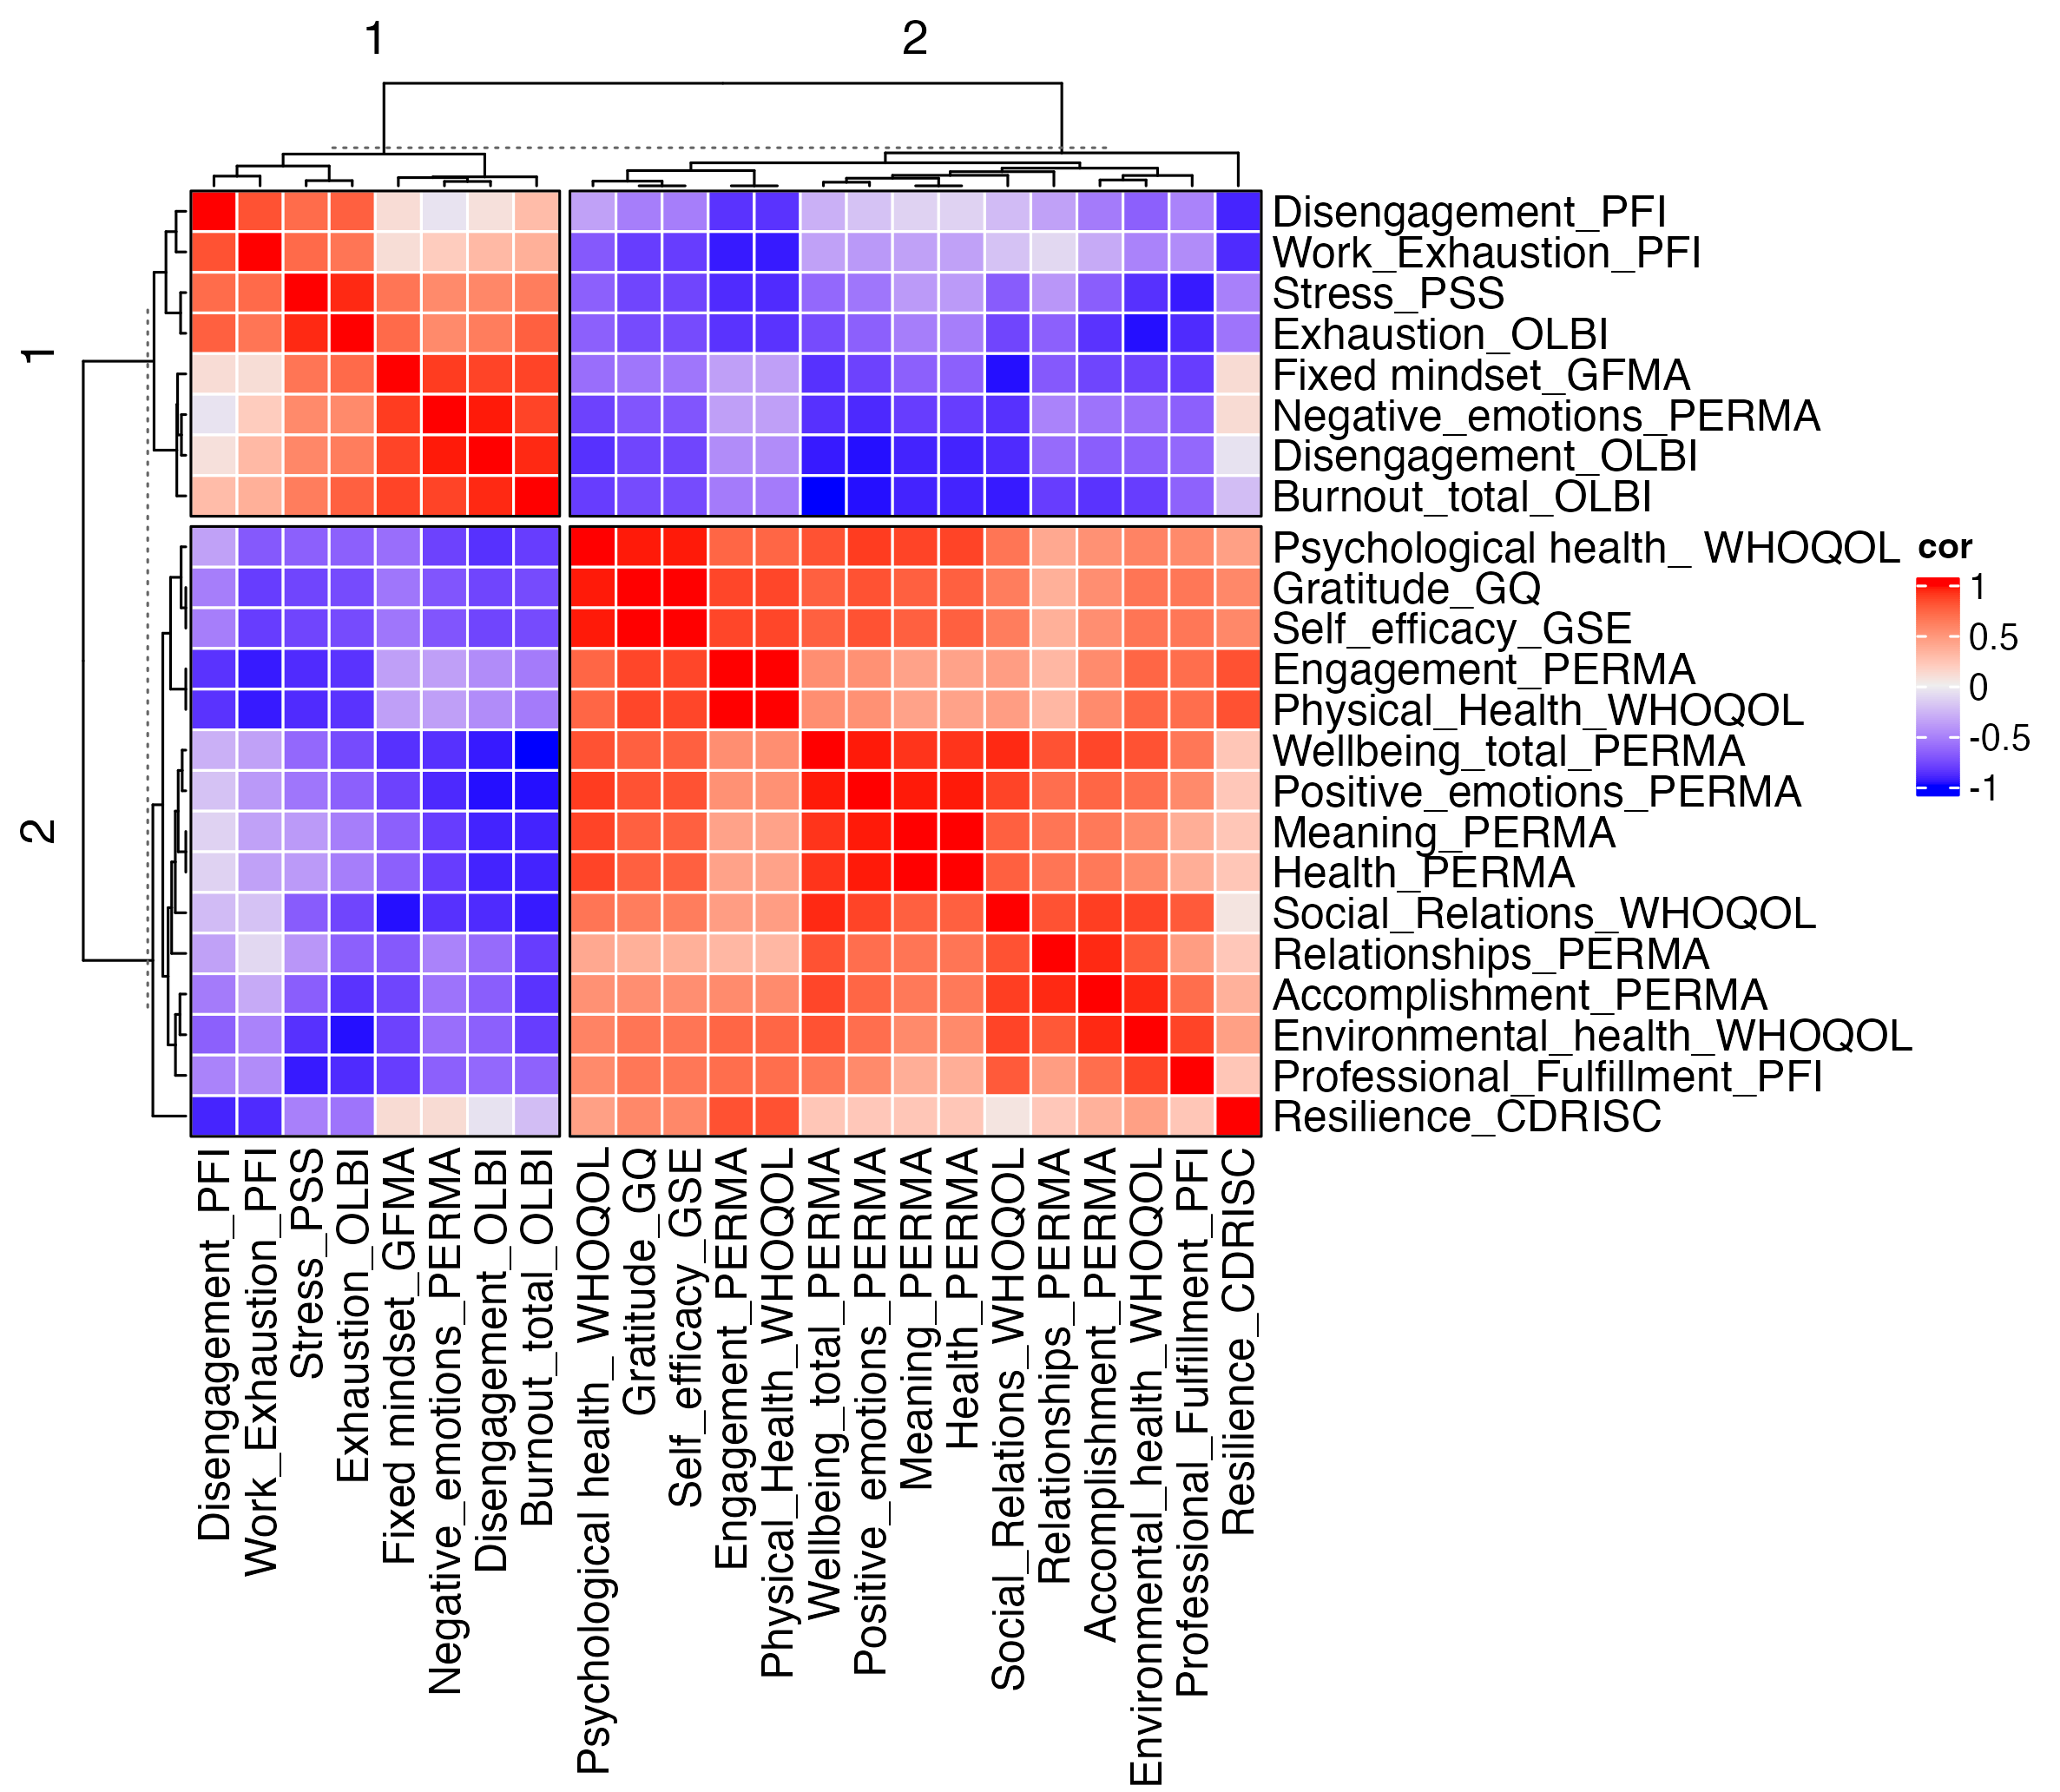 1
2
1
2
Disengagement_PFI
Work_Exhaustion_PFI
Stress_PSS
Exhaustion_OLBI
Fixed mindset_GFMA
Negative_emotions_PERMA
Disengagement_OLBI
Burnout_total_OLBI
Psychological health_ WHOQOL
Gratitude_GQ
Self_efficacy_GSE
Engagement_PERMA
Physical_Health_WHOQOL
Wellbeing_total_PERMA
Positive_emotions_PERMA
Meaning_PERMA
Health_PERMA
Social_Relations_WHOQOL
Relationships_PERMA
Accomplishment_PERMA
Environmental_health_WHOQOL
Professional_Fulfillment_PFI
Resilience_CDRISC
cor
1
0.5
0
-0.5
-1
Disengagement_PFI
Work_Exhaustion_PFI
Stress_PSS
Exhaustion_OLBI
Fixed mindset_GFMA
Negative_emotions_PERMA
Disengagement_OLBI
Burnout_total_OLBI
Psychological health_ WHOQOL
Gratitude_GQ
Self_efficacy_GSE
Engagement_PERMA
Physical_Health_WHOQOL
Wellbeing_total_PERMA
Positive_emotions_PERMA
Meaning_PERMA
Health_PERMA
Social_Relations_WHOQOL
Relationships_PERMA
Accomplishment_PERMA
Environmental_health_WHOQOL
Professional_Fulfillment_PFI
Resilience_CDRISC